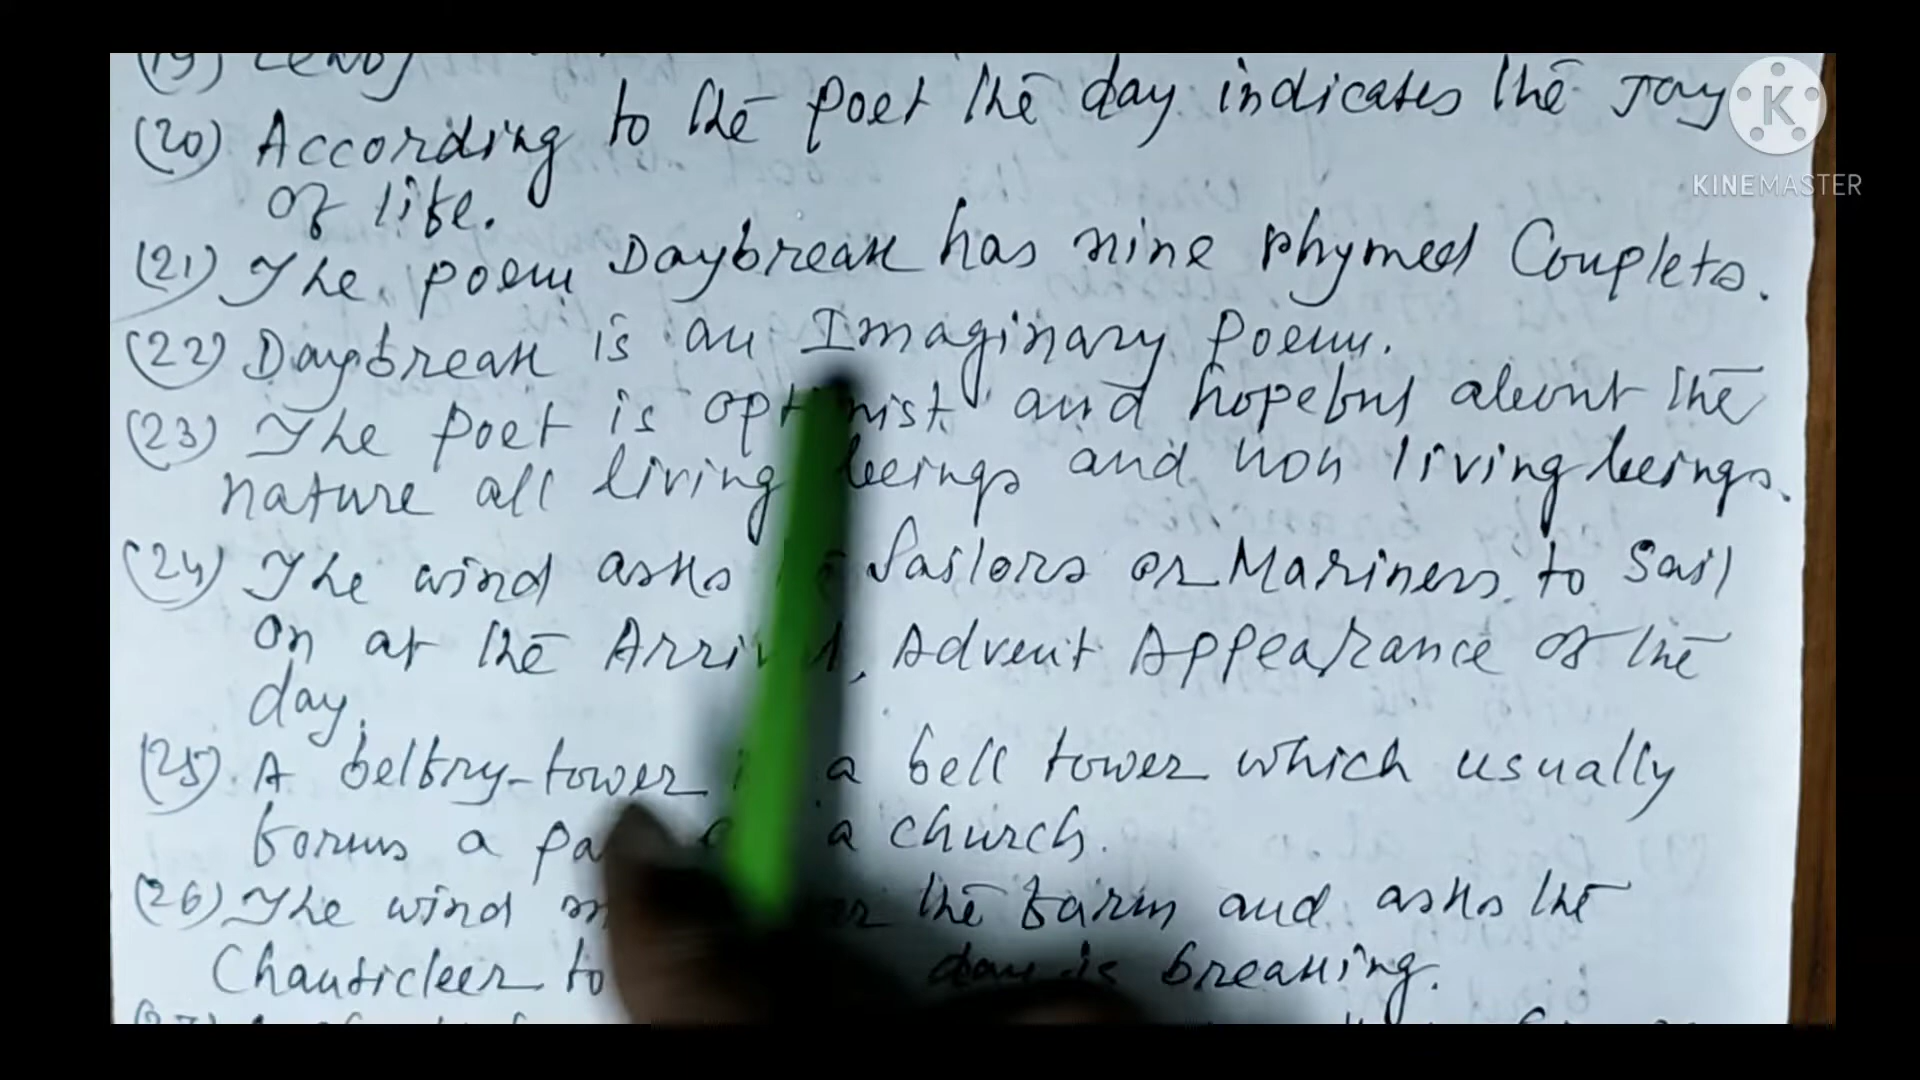 (19)
(20) According to the poet the day indicates the Joy
of life.
(21) The poem Daybreak has nine Rhymed Couplets.
(22) Daybreak is an Imaginary Poem.
(23) The poet is and hopeful about the
nature all living beings and non living beings.
(24) The wind asks Sailors or Mariners to Sail
on at the Advent Appearance of the
day.
(25) A belfry-tower a bell tower which usually
forms a a church.
(26) The wind the farm and asks the
Chanticleer to day is breaking.
K
KINEMASTER